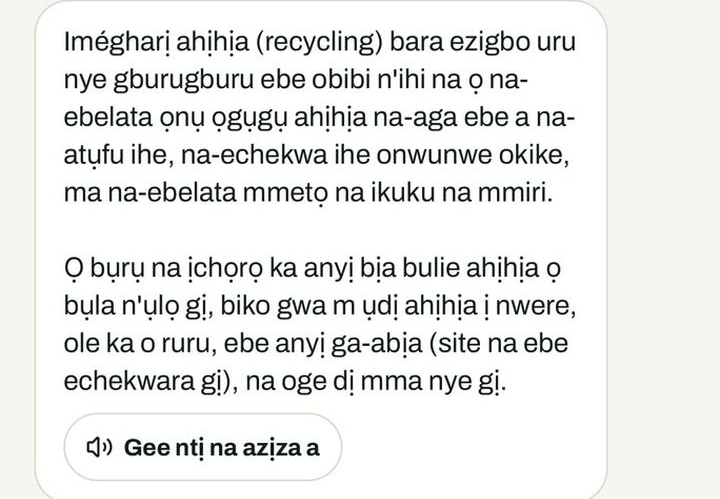 Imégharị ahịhịa (recycling) bara ezigbo uru
nye gburugburu ebe obibi n'ihi na ọ na-
ebelata ọnụ ọgụgụ ahịhịa na-aga ebe a na-
atụfu ihe, na-echekwa ihe onwunwe okike,
ma na-ebelata mmetọ na ikuku na mmiri.

Ọ bụrụ na ịchọrọ ka anyị bịa bulie ahịhịa ọ
bụla n'ụlọ gị, biko gwa m ụdị ahịhịa ị nwere,
ole ka o ruru, ebe anyị ga-abịa (site na ebe
echekwara gị), na oge dị mma nye gị.
Gee ntị na azịza a